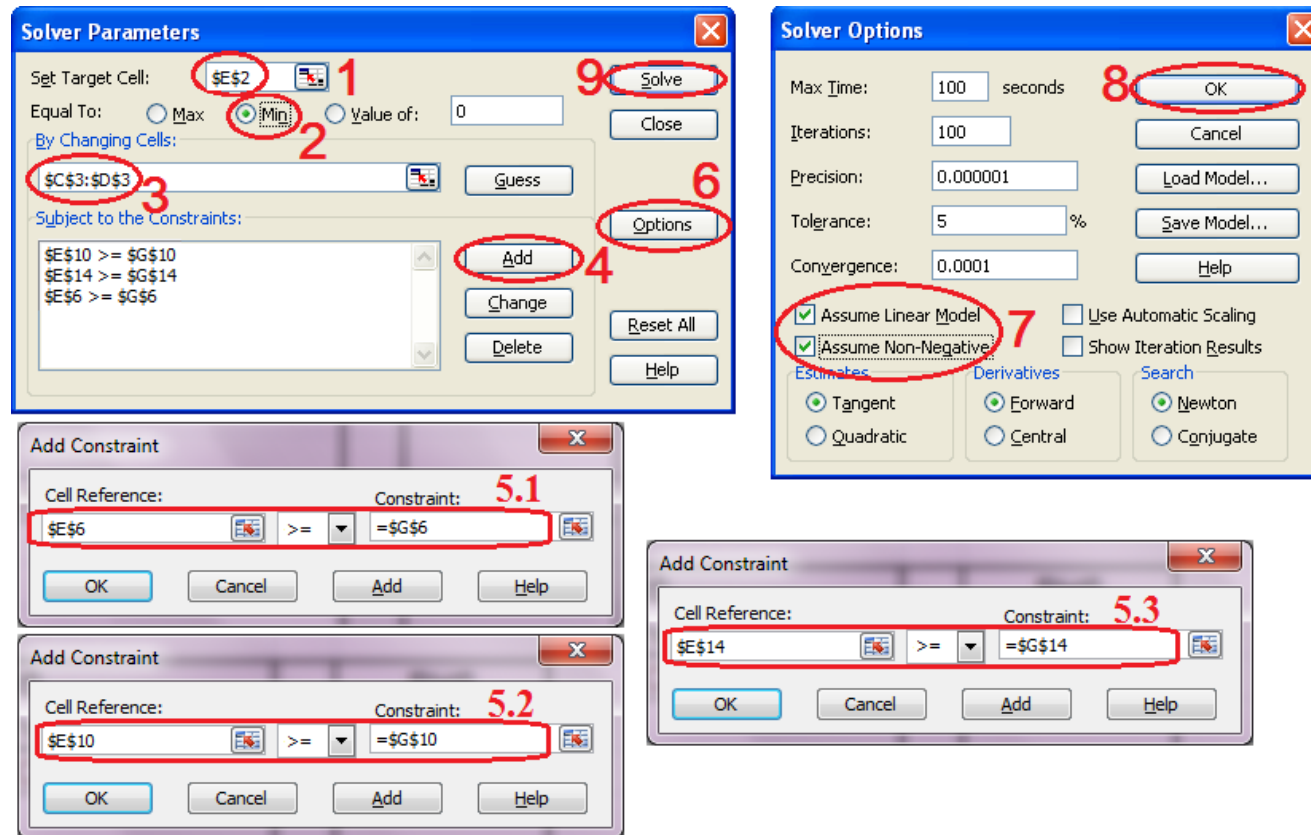 Solver Parameters
Set Target Cell: $E$2 1
Equal To: Max Min Value of: 0
2
By Changing Cells:
$C$3:$D$3 3
Guess
Subject to the Constraints:
$E$10 >= $G$10
$E$14 >= $G$14
$E$6 >= $G$6
Add 4
Change
Delete
9 Solve
Close
6
Options
Reset All
Help
Solver Options
Max Time: 100 seconds
Iterations: 100
Precision: 0.000001
Tolerance: 5 %
Convergence: 0.0001
8 OK
Cancel
Load Model...
Save Model...
Help
Assume Linear Model
Assume Non-Negative
7
Use Automatic Scaling
Show Iteration Results
Estimates
Tangent
Quadratic
Derivatives
Forward
Central
Search
Newton
Conjugate
Add Constraint
Cell Reference: Constraint: 5.1
$E$6 >= =$G$6
OK Cancel Add Help
Add Constraint
Cell Reference: Constraint: 5.2
$E$10 >= =$G$10
OK Cancel Add Help
Add Constraint
Cell Reference: Constraint: 5.3
$E$14 >= =$G$14
OK Cancel Add Help